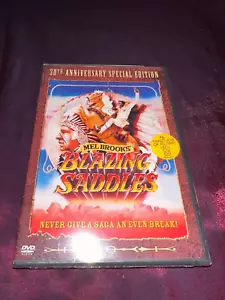 30TH ANNIVERSARY SPECIAL EDITION
MEL BROOKS'
BLAZING
SADDLES
NEVER GIVE A SAGA AN EVEN BREAK!
DVD